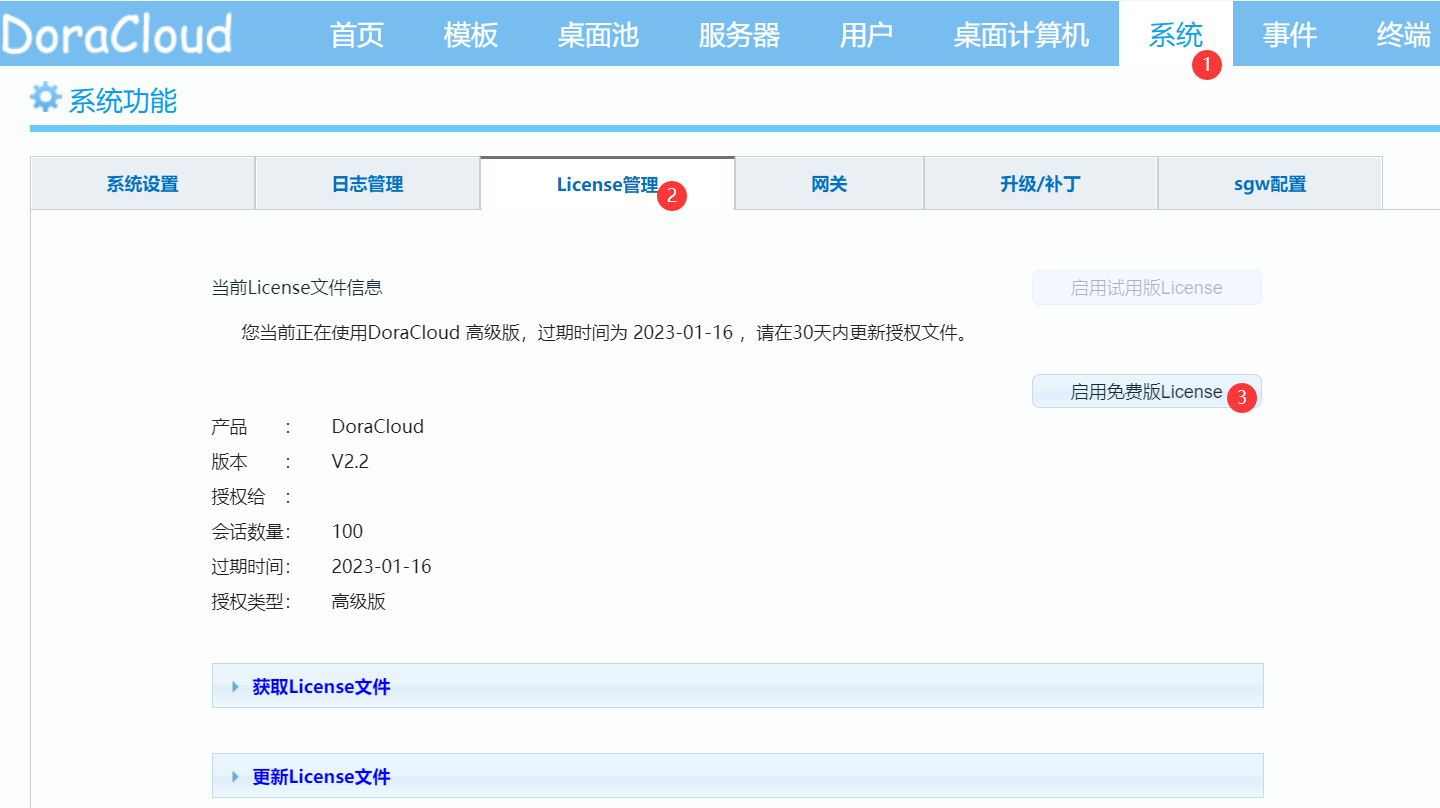 DoraCloud 首页 模板 桌面池 服务器 用户 桌面计算机 系统 事件 终端
1
系统功能
系统设置 日志管理 License管理 网关 升级/补丁 sgw配置
2
当前License文件信息 启用试用版License
您当前正在使用DoraCloud 高级版，过期时间为 2023-01-16 ，请在30天内更新授权文件。
启用免费版License 3
产品 ： DoraCloud
版本 ： V2.2
授权给 ：
会话数量： 100
过期时间： 2023-01-16
授权类型： 高级版
获取License文件
更新License文件